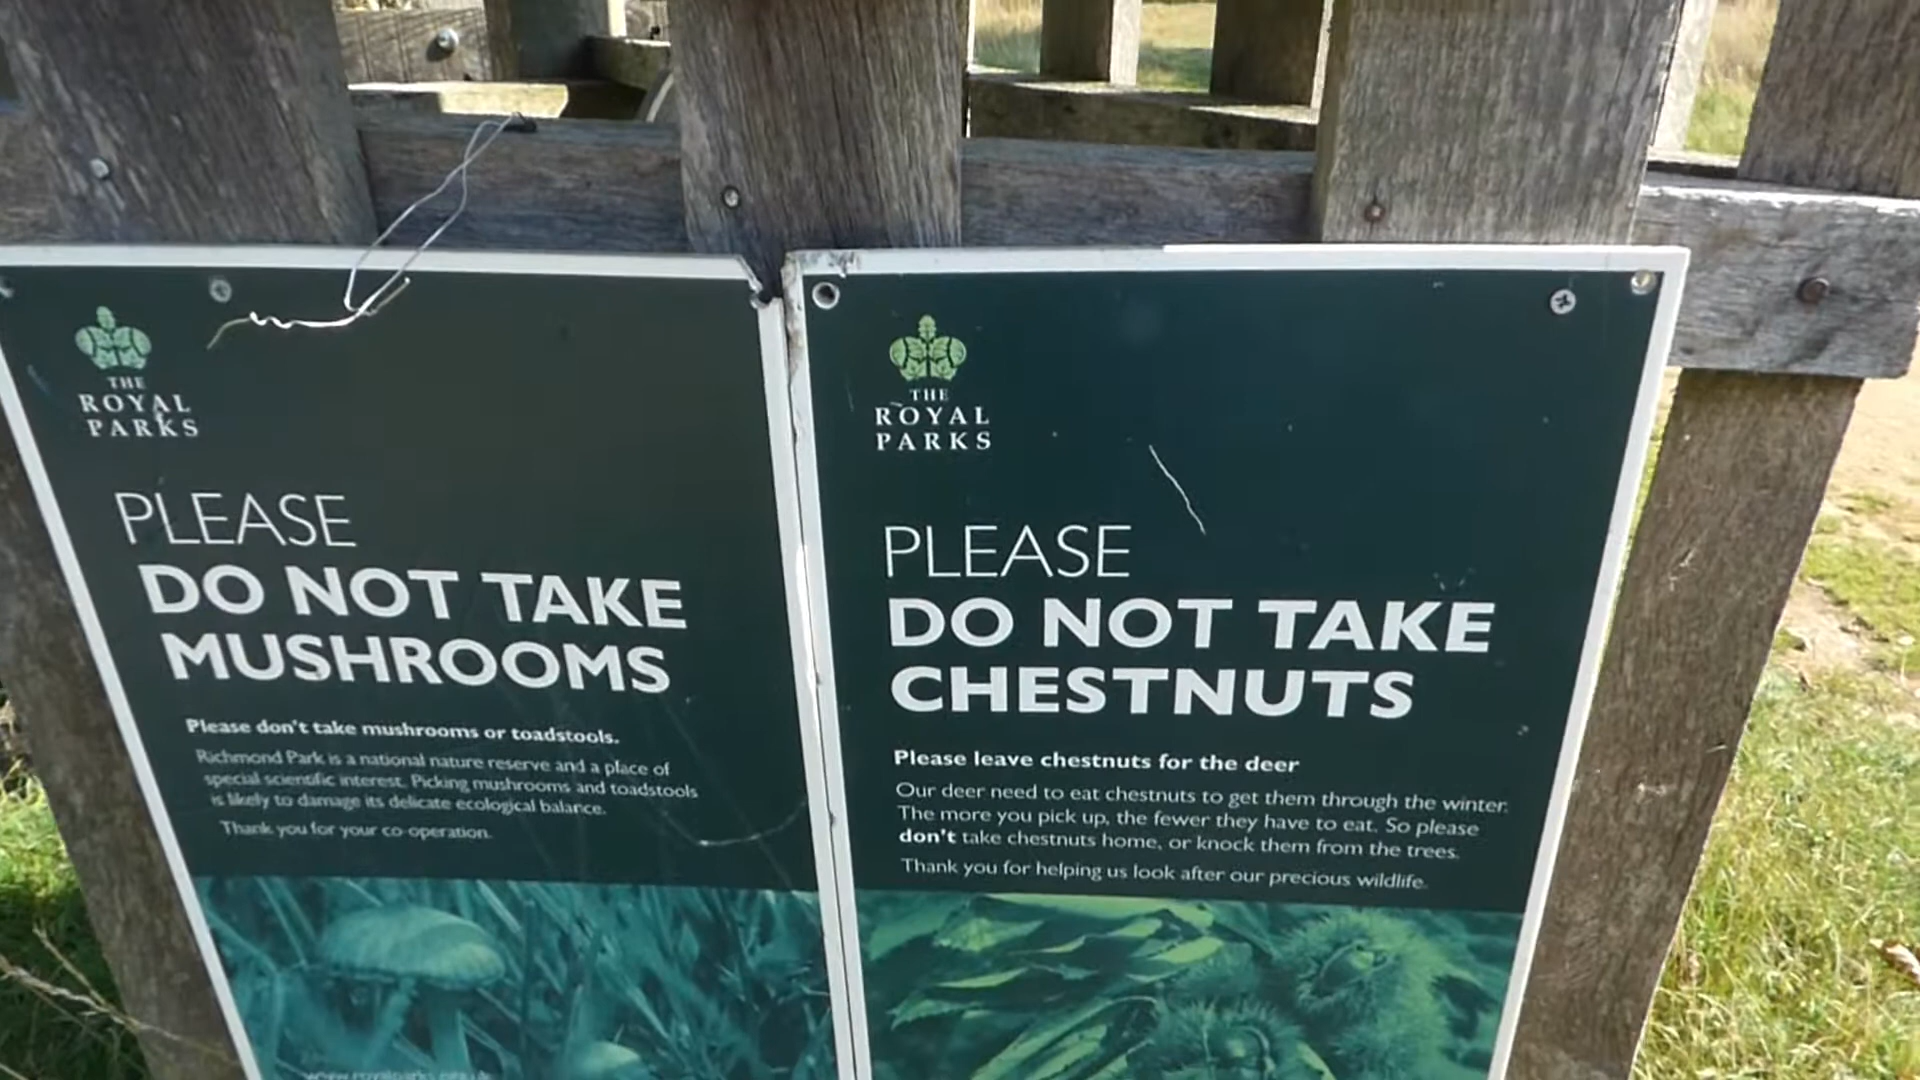 THE
ROYAL
PARKS
PLEASE
DO NOT TAKE
MUSHROOMS
Please don't take mushrooms or toadstools.
Richmond Park is a national nature reserve and a place of
special scientific interest. Picking mushrooms and toadstools
is likely to damage its delicate ecological balance.
Thank you for your co-operation.
THE
ROYAL
PARKS
PLEASE
DO NOT TAKE
CHESTNUTS
Please leave chestnuts for the deer
Our deer need to eat chestnuts to get them through the winter.
The more you pick up, the fewer they have to eat. So please
don't take chestnuts home, or knock them from the trees.
Thank you for helping us look after our precious wildlife.